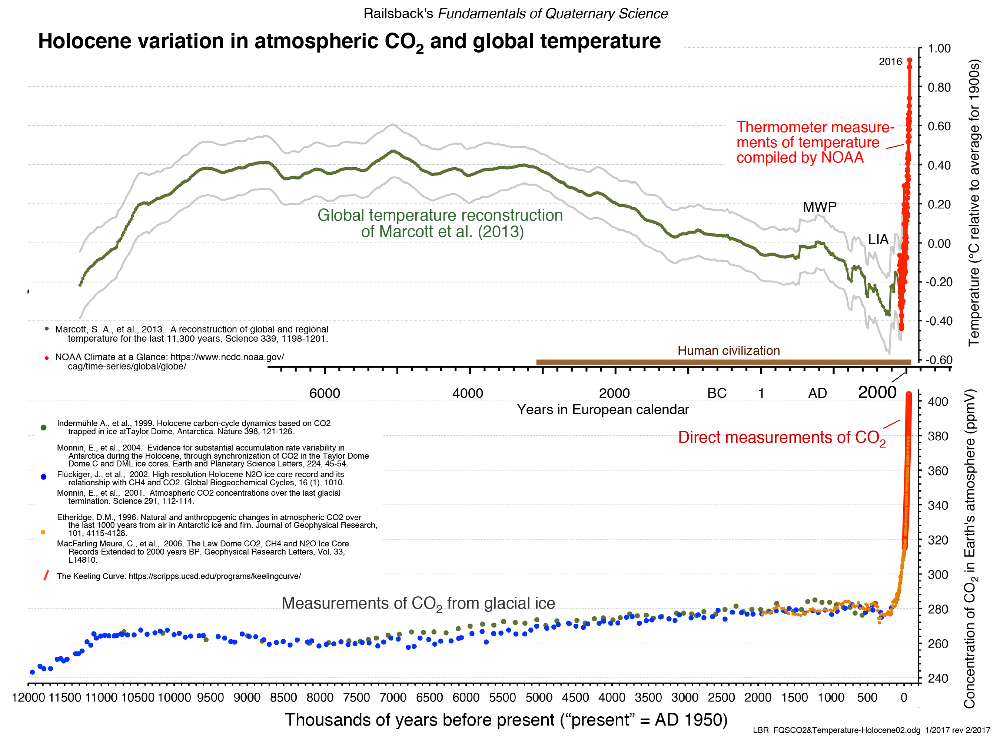 Railsback's Fundamentals of Quaternary Science
Holocene variation in atmospheric CO2 and global temperature
1.00
2016
0.80
0.60
Thermometer measure-
ments of temperature
compiled by NOAA
0.40
0.20
MWP
Global temperature reconstruction
of Marcott et al. (2013)
LIA
0.00
-0.20
-0.40
-0.60
Temperature (°C relative to average for 1900s)
Marcott, S. A., et al., 2013. A reconstruction of global and regional
temperature for the last 11,300 years. Science 339, 1198-1201.
NOAA Climate at a Glance: https://www.ncdc.noaa.gov/
cag/time-series/global/globe/
Human civilization
6000 4000 2000 BC 1 AD 2000
Years in European calendar
400
380
360
340
320
300
280
260
240
Concentration of CO2 in Earth's atmosphere (ppmV)
Direct measurements of CO2
Indermühle A., et al., 1999. Holocene carbon-cycle dynamics based on CO2
trapped in ice atTaylor Dome, Antarctica. Nature 398, 121-126.
Monnin, E., et al., 2004. Evidence for substantial accumulation rate variability in
Antarctica during the Holocene, through synchronization of CO2 in the Taylor Dome
Dome C and DML ice cores. Earth and Planetary Science Letters, 224, 45-54.
Flückiger, J., et al., 2002. High resolution Holocene N2O ice core record and its
relationship with CH4 and CO2. Global Biogeochemical Cycles, 16 (1), 1010.
Monnin, E., et al., 2001. Atmospheric CO2 concentrations over the last glacial
termination. Science 291, 112-114.
Etheridge, D.M., 1996. Natural and anthropogenic changes in atmospheric CO2 over
the last 1000 years from air in Antarctic ice and firn. Journal of Geophysical Research,
101, 4115-4128.
MacFarling Meure, C., et al., 2006. The Law Dome CO2, CH4 and N2O Ice Core
Records Extended to 2000 years BP. Geophysical Research Letters, Vol. 33,
L14810.
The Keeling Curve: https://scripps.ucsd.edu/programs/keelingcurve/
Measurements of CO2 from glacial ice
12000 11500 11000 10500 10000 9500 9000 8500 8000 7500 7000 6500 6000 5500 5000 4500 4000 3500 3000 2500 2000 1500 1000 500 0
Thousands of years before present (“present” = AD 1950)
LBR FQSCO2&Temperature-Holocene02.odg 1/2017 rev 2/2017